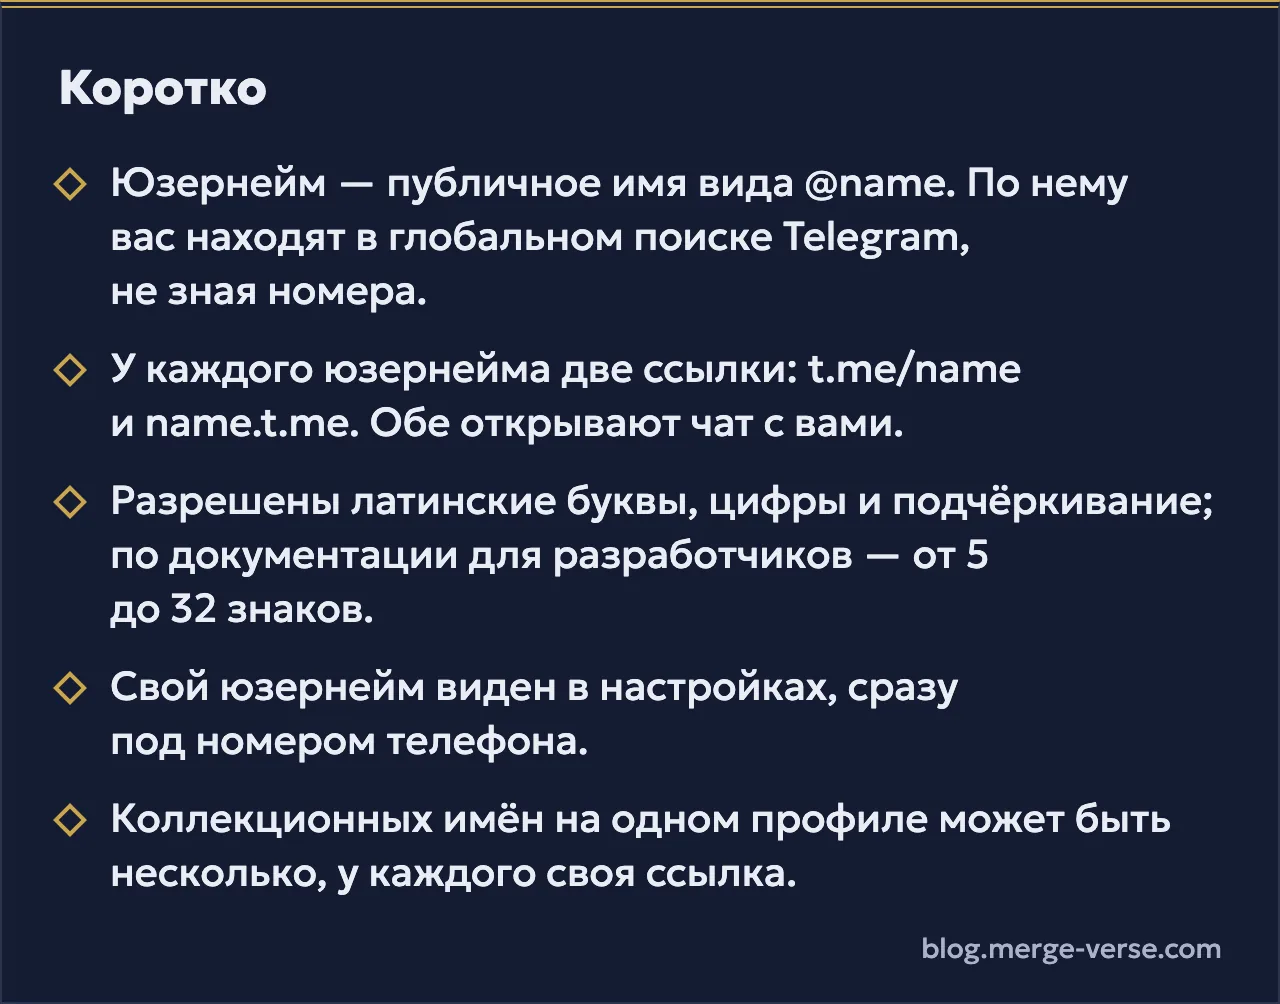 Коротко
Юзернейм — публичное имя вида @name. По нему
вас находят в глобальном поиске Telegram,
не зная номера.
У каждого юзернейма две ссылки: t.me/name
и name.t.me. Обе открывают чат с вами.
Разрешены латинские буквы, цифры и подчёркивание;
по документации для разработчиков — от 5
до 32 знаков.
Свой юзернейм виден в настройках, сразу
под номером телефона.
Коллекционных имён на одном профиле может быть
несколько, у каждого своя ссылка.
blog.merge-verse.com